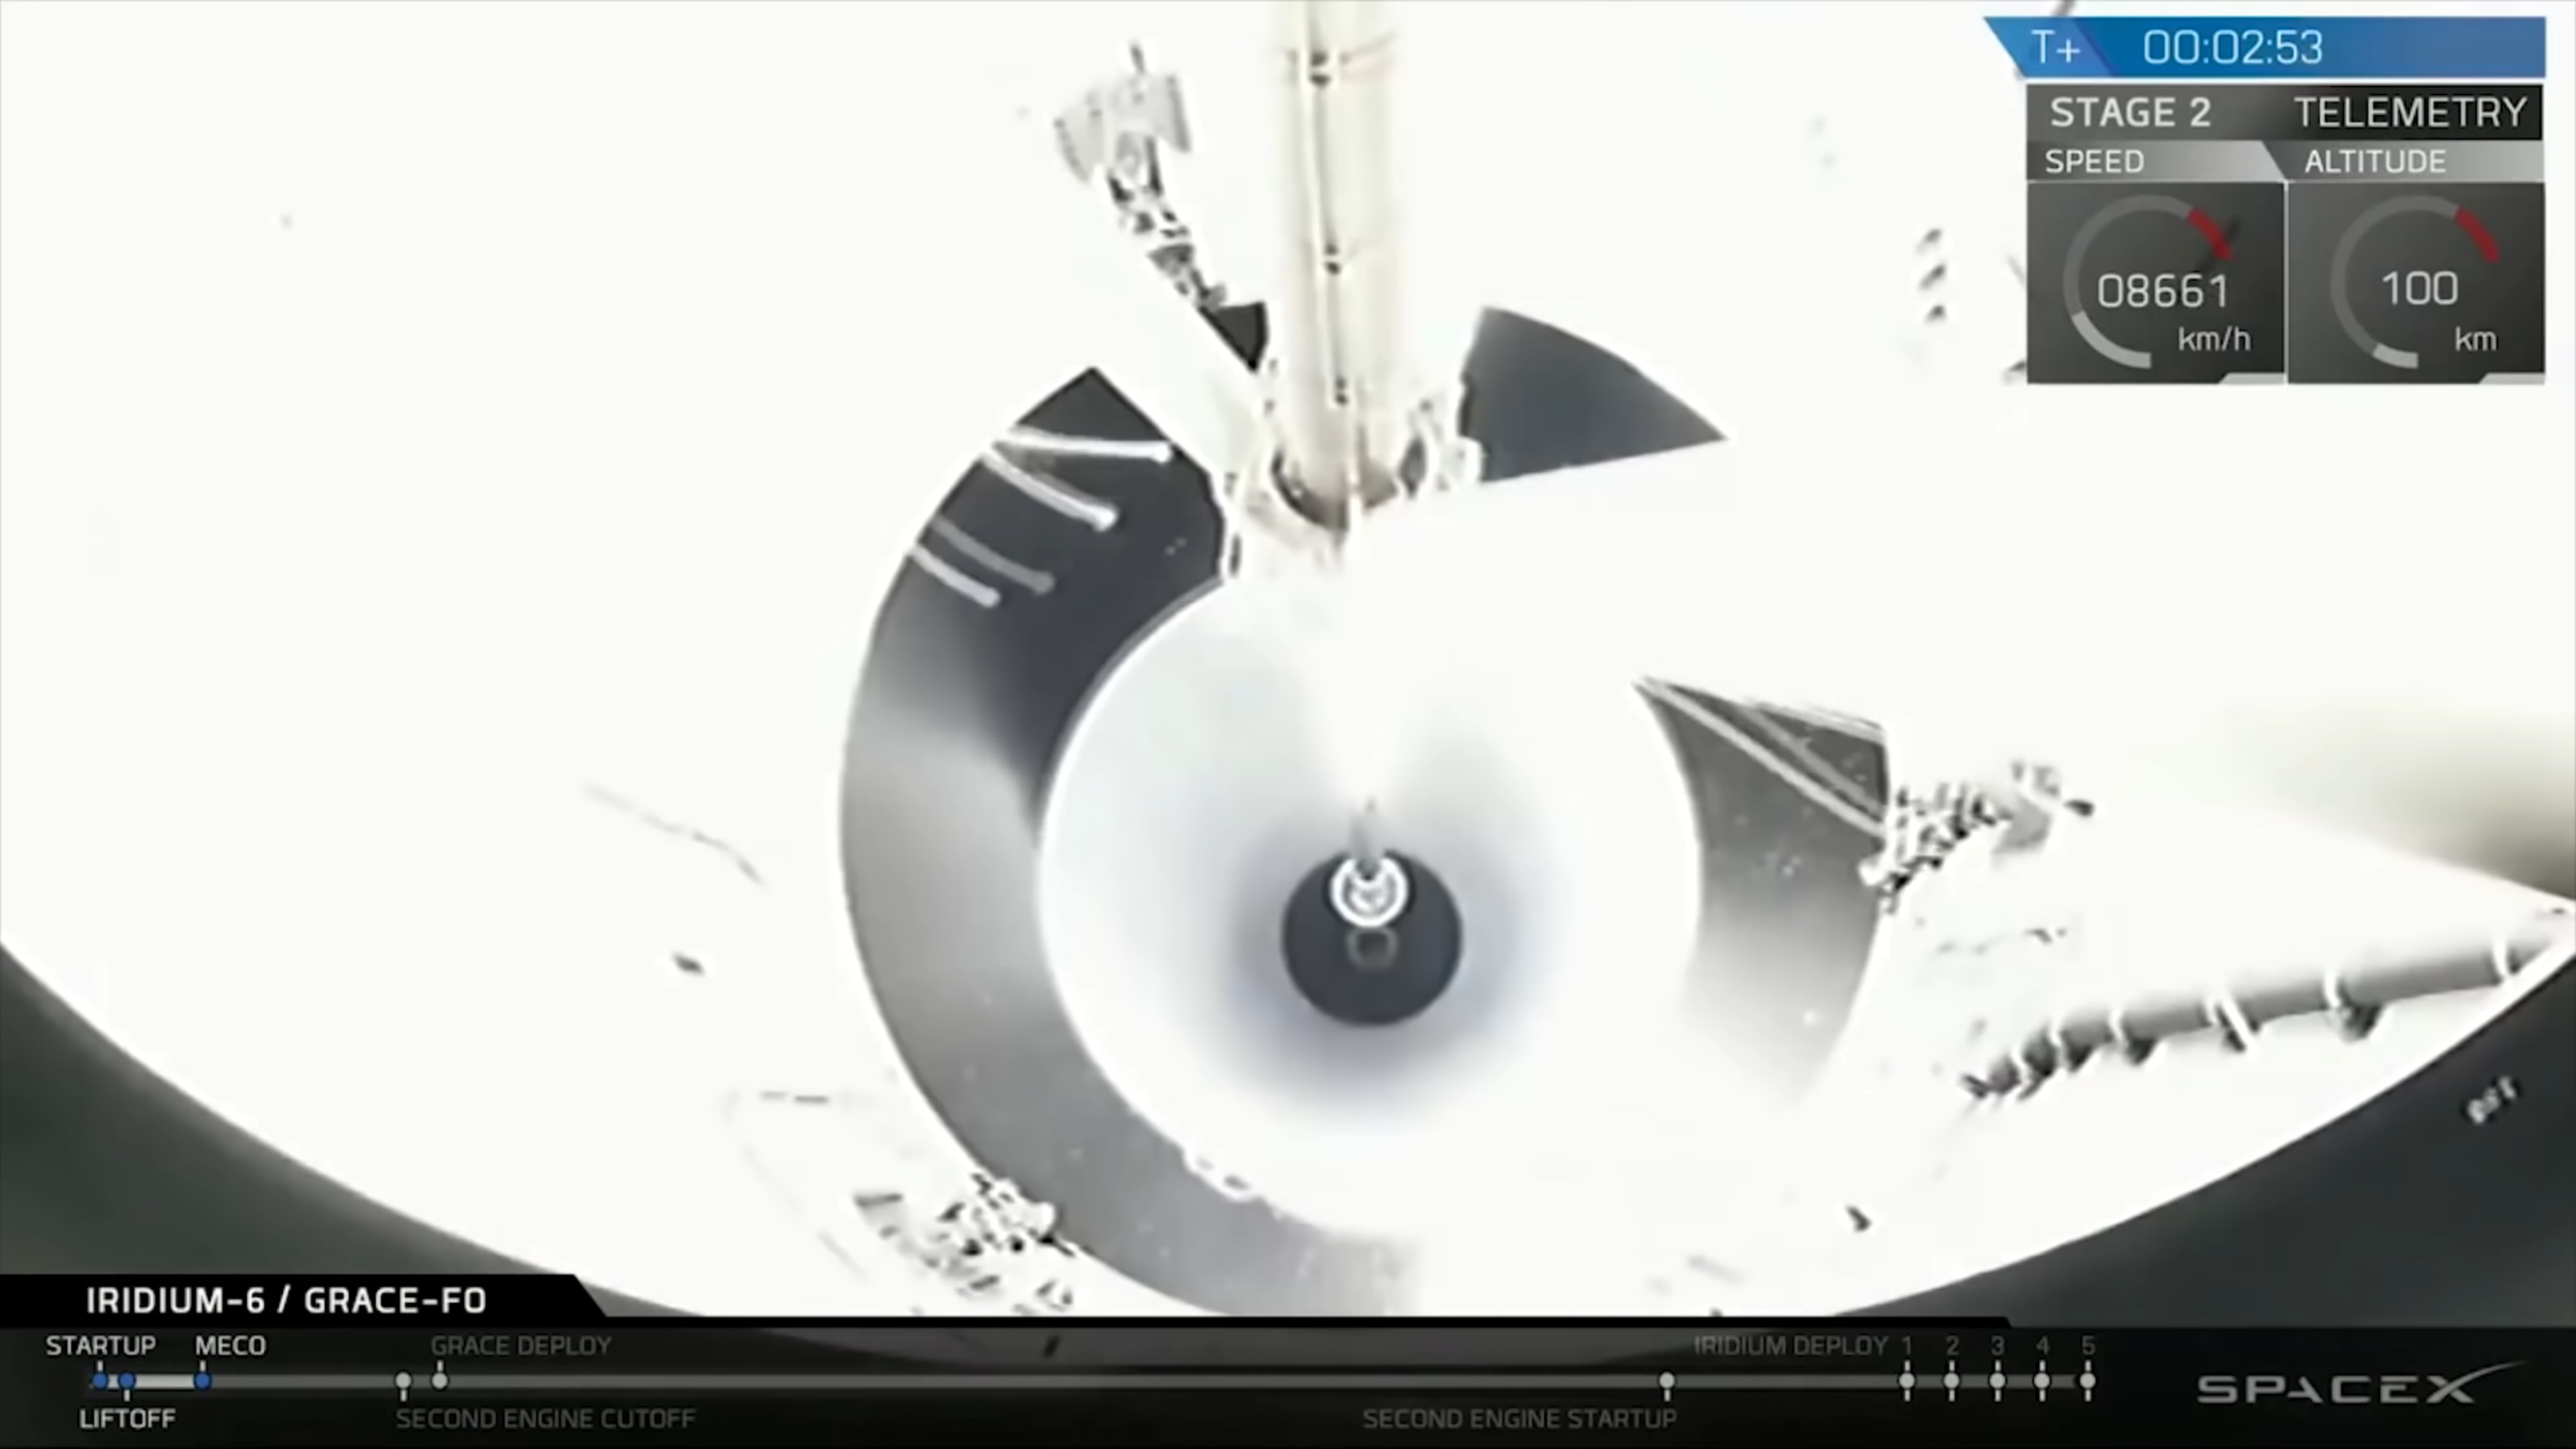 T+ 00:02:53
STAGE 2 TELEMETRY
SPEED ALTITUDE
08661 100
km/h km
IRIDIUM-6 / GRACE-FO
STARTUP MECO GRACE DEPLOY IRIDIUM DEPLOY 1 2 3 4 5
LIFTOFF SECOND ENGINE CUTOFF SECOND ENGINE STARTUP
SPACEX